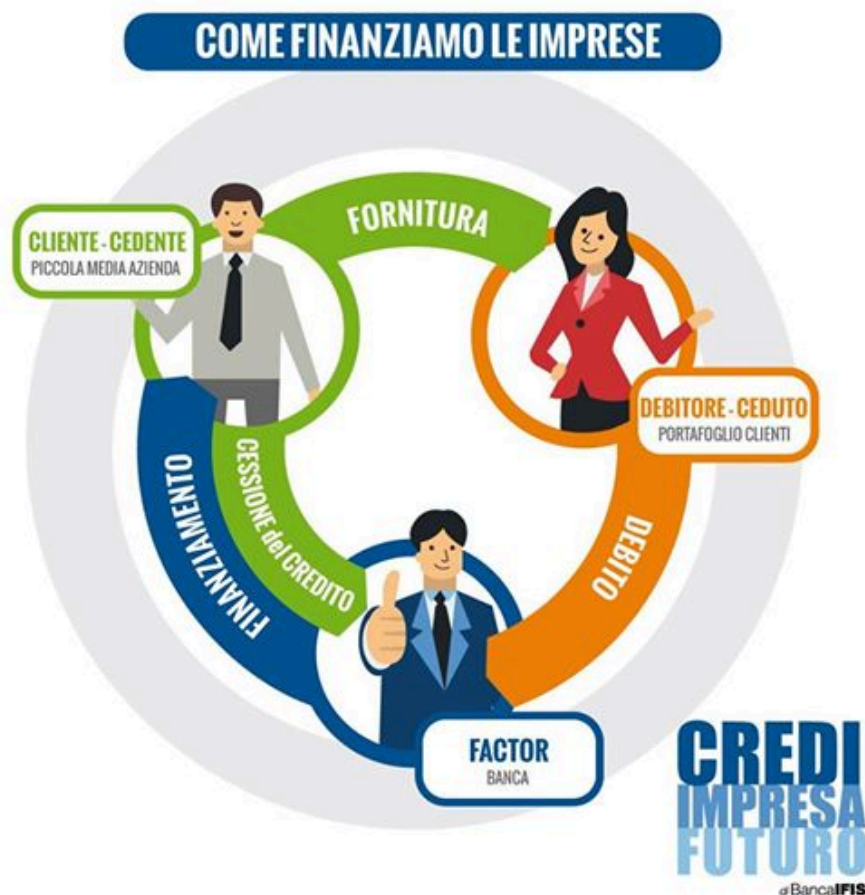 COME FINANZIAMO LE IMPRESE
FORNITURA
CLIENTE - CEDENTE
PICCOLA MEDIA AZIENDA
DEBITORE - CEDUTO
PORTAFOGLIO CLIENTI
FINANZIAMENTO
CESSIONE del CREDITO
DEBITO
FACTOR
BANCA
CREDI
IMPRESA
FUTURO
di BancaIFIS